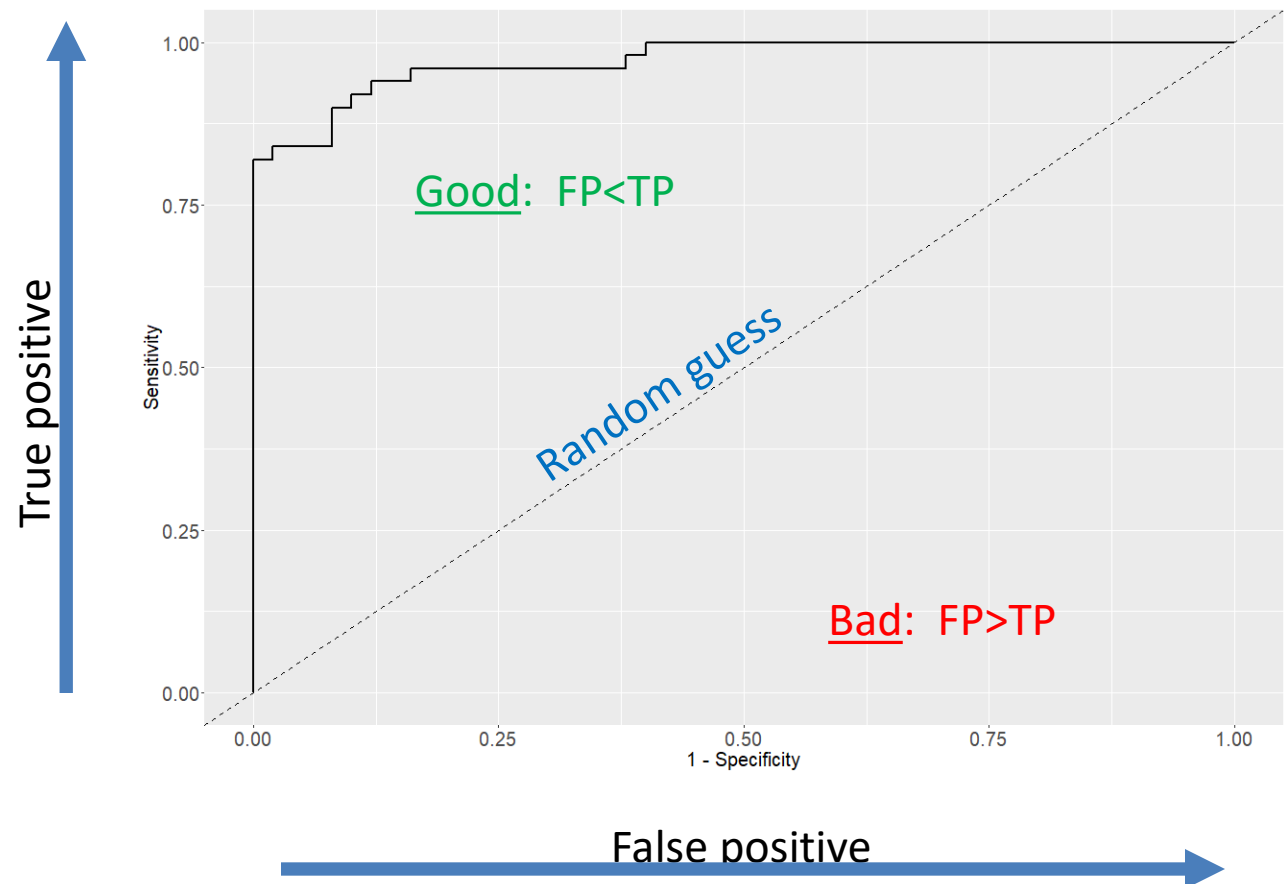 True positive
Sensitivity
1.00
0.75
0.50
0.25
0.00
Good: FP<TP
Random guess
Bad: FP>TP
0.00 0.25 0.50 0.75 1.00
1 - Specificity
False positive